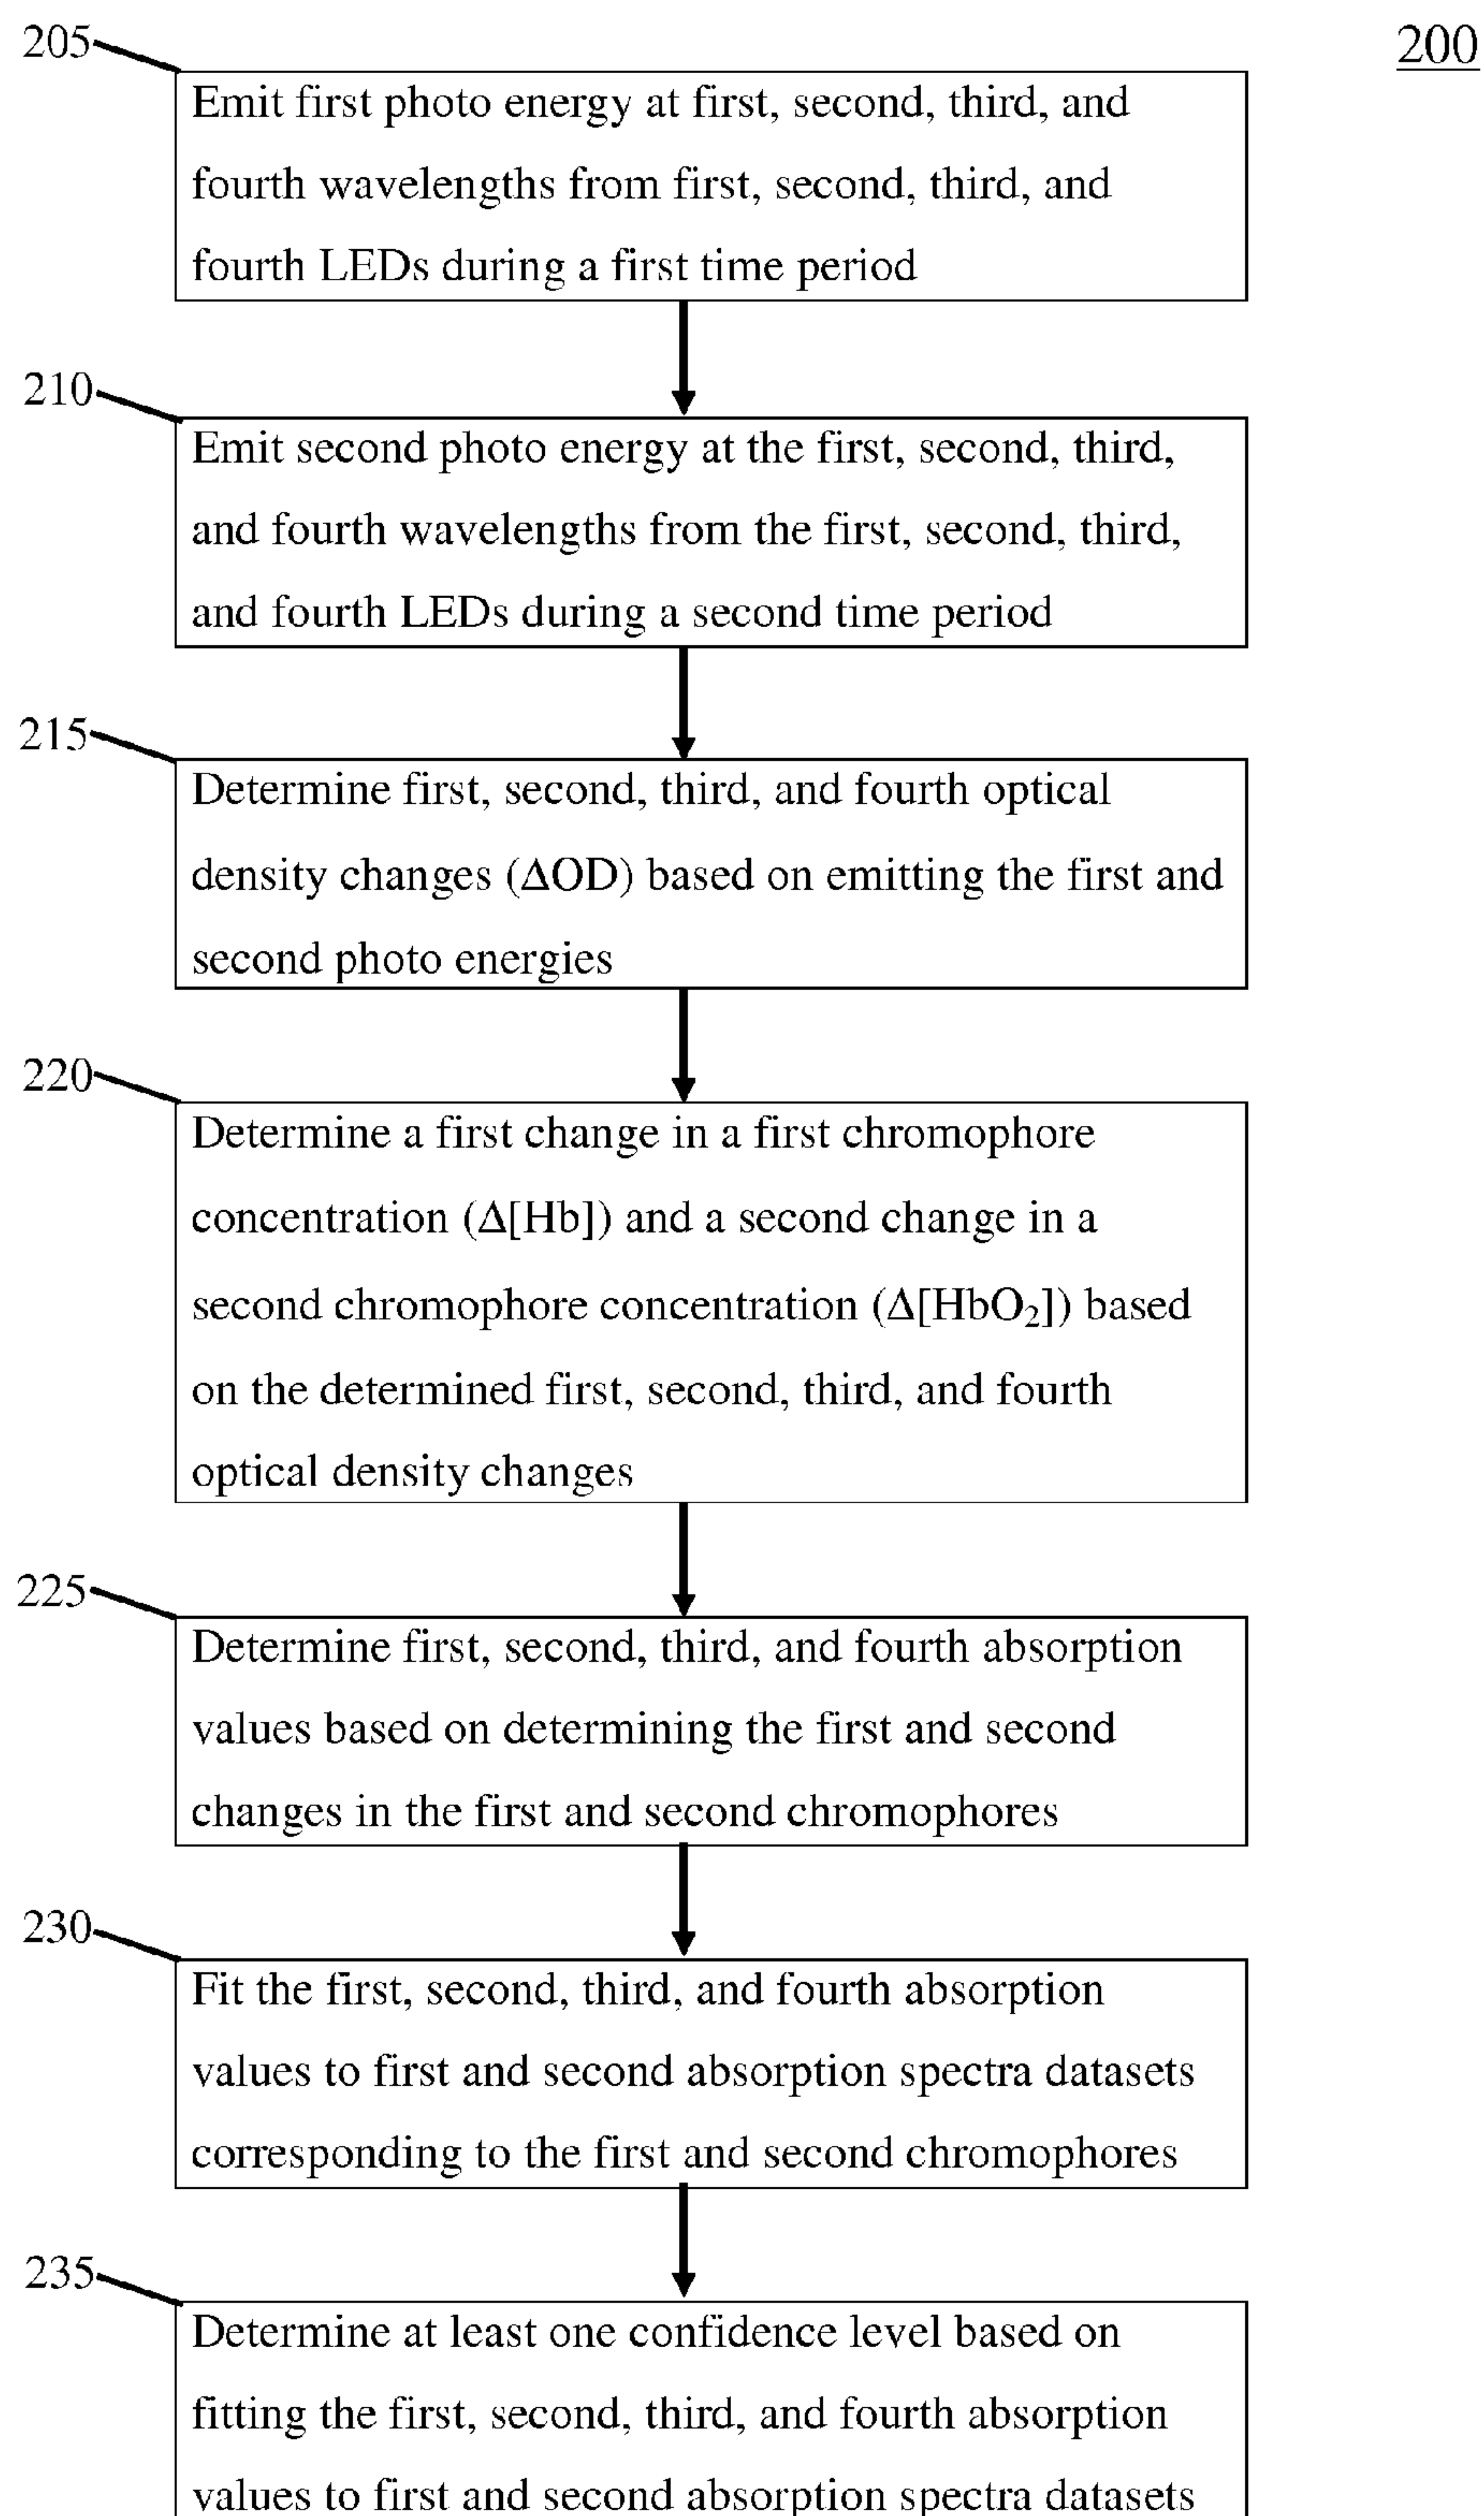 200
205
Emit first photo energy at first, second, third, and
fourth wavelengths from first, second, third, and
fourth LEDs during a first time period
210
Emit second photo energy at the first, second, third,
and fourth wavelengths from the first, second, third,
and fourth LEDs during a second time period
215
Determine first, second, third, and fourth optical
density changes (ΔOD) based on emitting the first and
second photo energies
220
Determine a first change in a first chromophore
concentration (Δ[Hb]) and a second change in a
second chromophore concentration (Δ[HbO₂]) based
on the determined first, second, third, and fourth
optical density changes
225
Determine first, second, third, and fourth absorption
values based on determining the first and second
changes in the first and second chromophores
230
Fit the first, second, third, and fourth absorption
values to first and second absorption spectra datasets
corresponding to the first and second chromophores
235
Determine at least one confidence level based on
fitting the first, second, third, and fourth absorption
values to first and second absorption spectra datasets